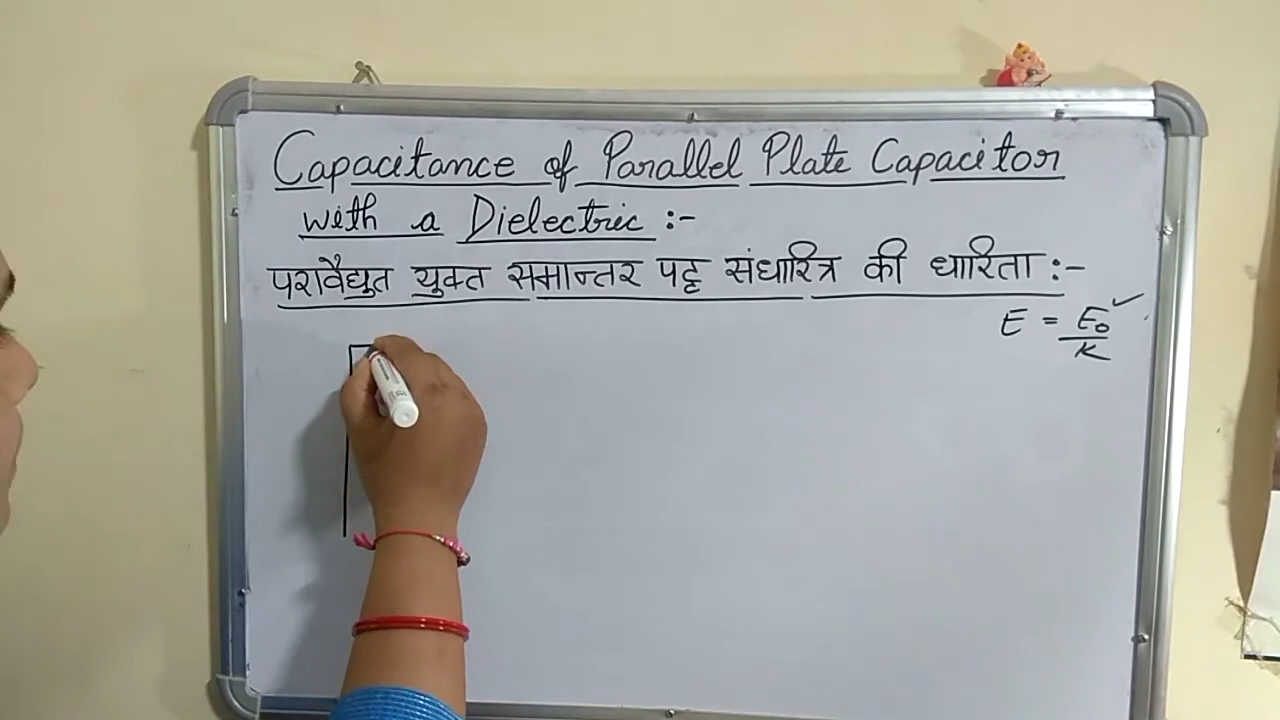 Capacitance of Parallel Plate Capacitor
with a Dielectric :-
परावैद्युत युक्त समान्तर पट्ट संधारित्र की धारिता :-
E = E₀/K